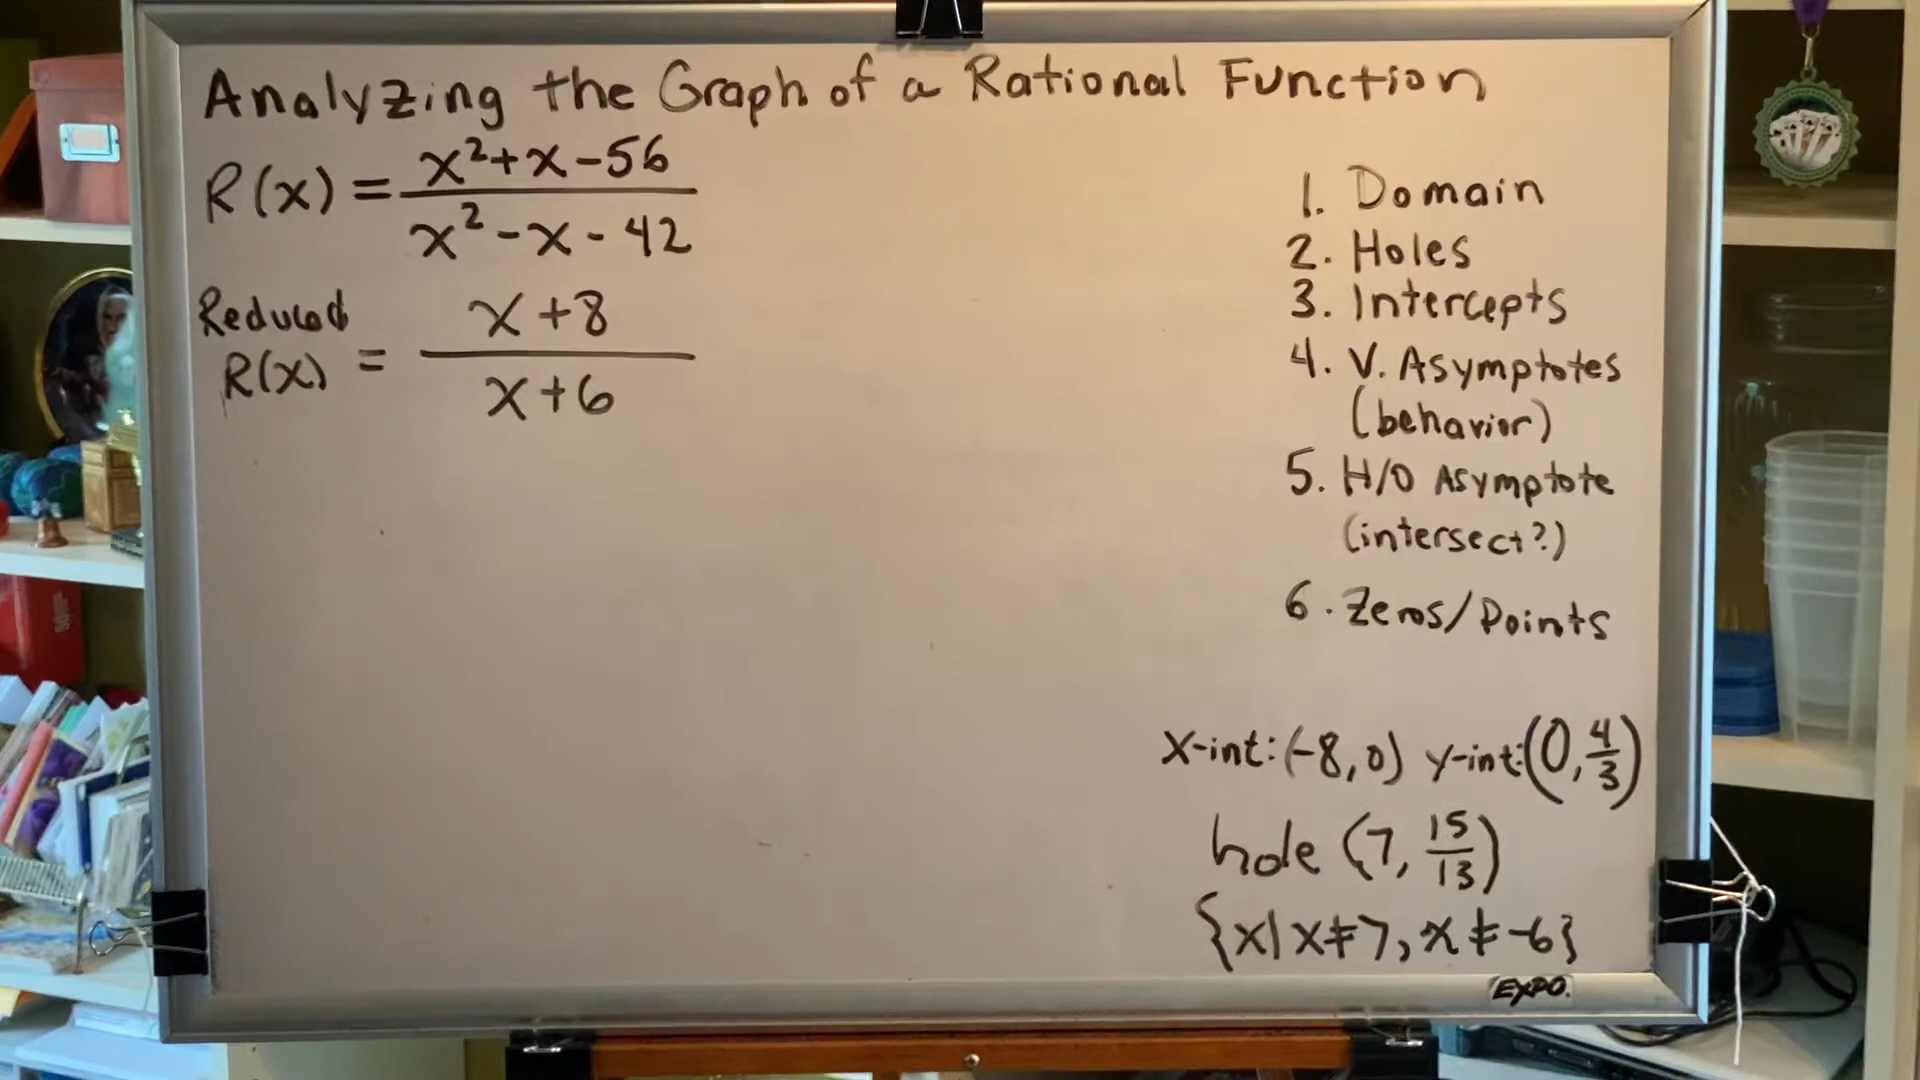 Analyzing the Graph of a Rational Function
R(x) = x²+x-56 / x²-x-42
Reduced
R(x) = x+8 / x+6
1. Domain
2. Holes
3. Intercepts
4. V. Asymptotes
(behavior)
5. H/O Asymptote
(intersect?)
6. Zeros/Points
x-int: (-8,0) y-int: (0, 4/3)
hole (7, 15/13)
{x| x≠7, x≠-6}
EXPO.